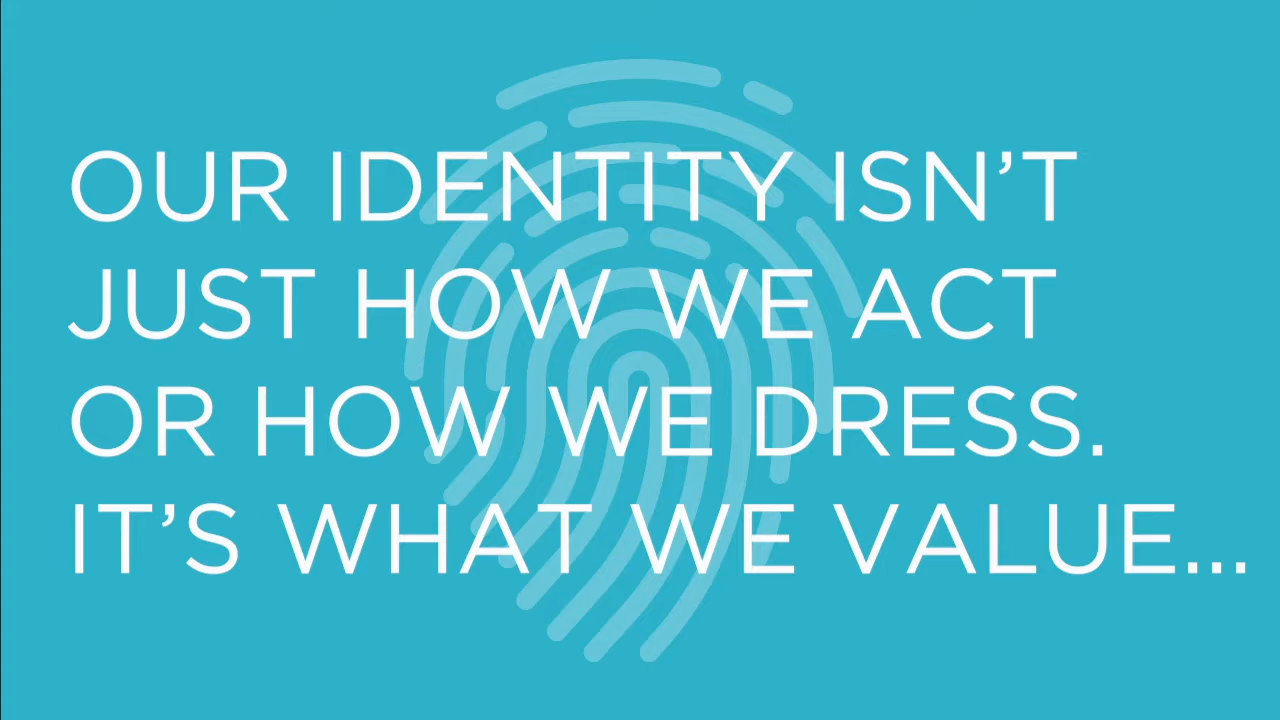 OUR IDENTITY ISN’T
JUST HOW WE ACT
OR HOW WE DRESS.
IT’S WHAT WE VALUE...